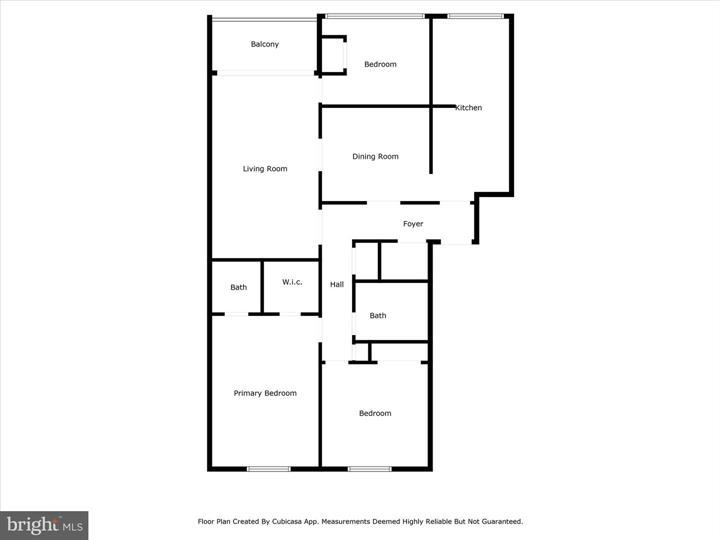 Balcony
Bedroom
Kitchen
Dining Room
Living Room
Foyer
Hall
Bath
W.i.c.
Bath
Primary Bedroom
Bedroom
Floor Plan Created By Cubicasa App. Measurements Deemed Highly Reliable But Not Guaranteed.
bright MLS